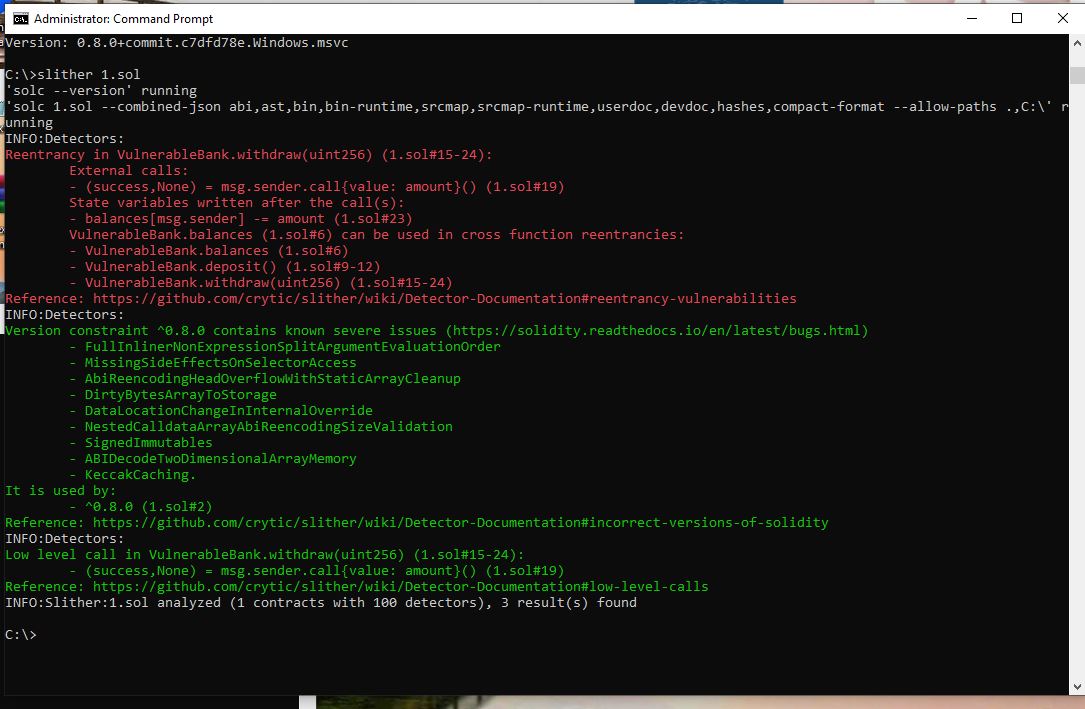 Administrator: Command Prompt
Version: 0.8.0+commit.c7dfd78e.Windows.msvc
C:\>slither 1.sol
'solc --version' running
'solc 1.sol --combined-json abi,ast,bin,bin-runtime,srcmap,srcmap-runtime,userdoc,devdoc,hashes,compact-format --allow-paths .,C:\' r
unning
INFO:Detectors:
Reentrancy in VulnerableBank.withdraw(uint256) (1.sol#15-24):
External calls:
- (success,None) = msg.sender.call{value: amount}() (1.sol#19)
State variables written after the call(s):
- balances[msg.sender] -= amount (1.sol#23)
VulnerableBank.balances (1.sol#6) can be used in cross function reentrancies:
- VulnerableBank.balances (1.sol#6)
- VulnerableBank.deposit() (1.sol#9-12)
- VulnerableBank.withdraw(uint256) (1.sol#15-24)
Reference: https://github.com/crytic/slither/wiki/Detector-Documentation#reentrancy-vulnerabilities
INFO:Detectors:
Version constraint ^0.8.0 contains known severe issues (https://solidity.readthedocs.io/en/latest/bugs.html)
- FullInlinerNonExpressionSplitArgumentEvaluationOrder
- MissingSideEffectsOnSelectorAccess
- AbiReencodingHeadOverflowWithStaticArrayCleanup
- DirtyBytesArrayToStorage
- DataLocationChangeInInternalOverride
- NestedCalldataArrayAbiReencodingSizeValidation
- SignedImmutables
- ABIDecodeTwoDimensionalArrayMemory
- KeccakCaching.
It is used by:
- ^0.8.0 (1.sol#2)
Reference: https://github.com/crytic/slither/wiki/Detector-Documentation#incorrect-versions-of-solidity
INFO:Detectors:
Low level call in VulnerableBank.withdraw(uint256) (1.sol#15-24):
- (success,None) = msg.sender.call{value: amount}() (1.sol#19)
Reference: https://github.com/crytic/slither/wiki/Detector-Documentation#low-level-calls
INFO:Slither:1.sol analyzed (1 contracts with 100 detectors), 3 result(s) found
C:\>